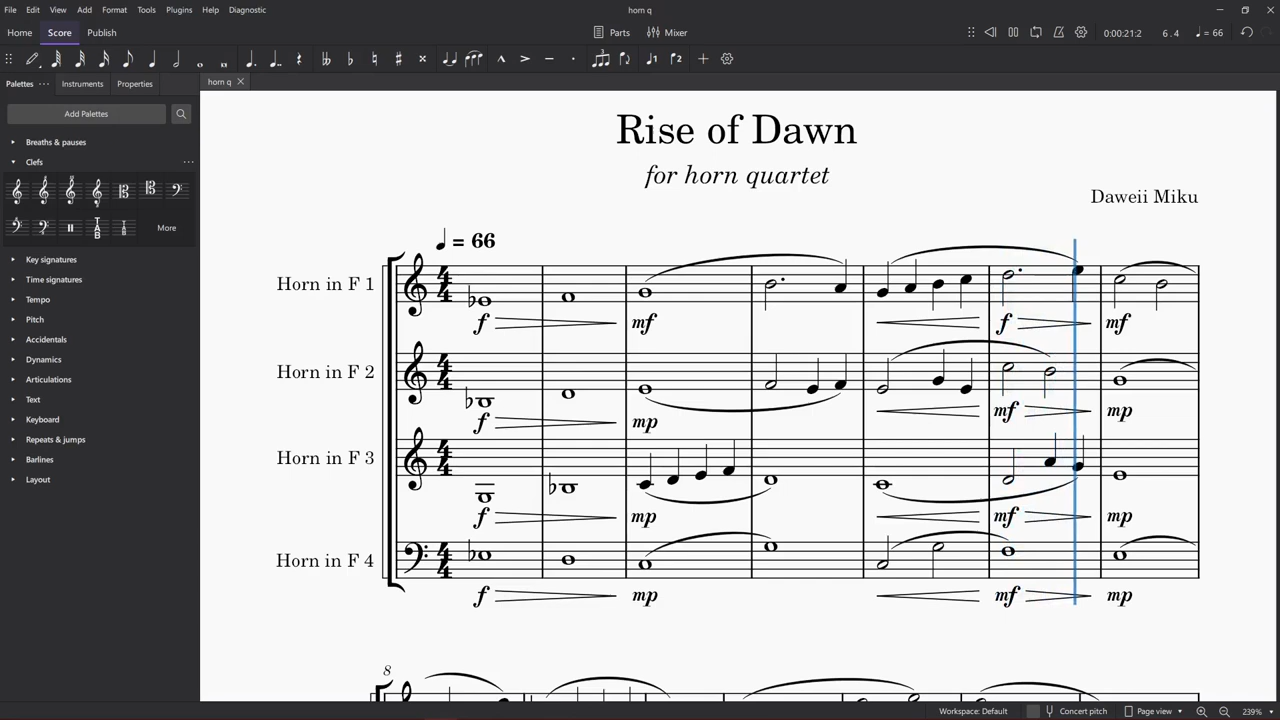 File Edit View Add Format Tools Plugins Help Diagnostic
horn q
Home Score Publish
Parts Mixer
0:00:21:2 6 . 4 = 66
Palettes Instruments Properties
horn q
Add Palettes
Breaths & pauses
Clefs
More
Key signatures
Time signatures
Tempo
Pitch
Accidentals
Dynamics
Articulations
Text
Keyboard
Repeats & jumps
Barlines
Layout
Rise of Dawn
for horn quartet
Daweii Miku
= 66
Horn in F 1
f mf f mf
Horn in F 2
f mp mf mp
Horn in F 3
f mp mf mp
Horn in F 4
f mp mf mp
8
Workspace: Default Concert pitch Page view 239%